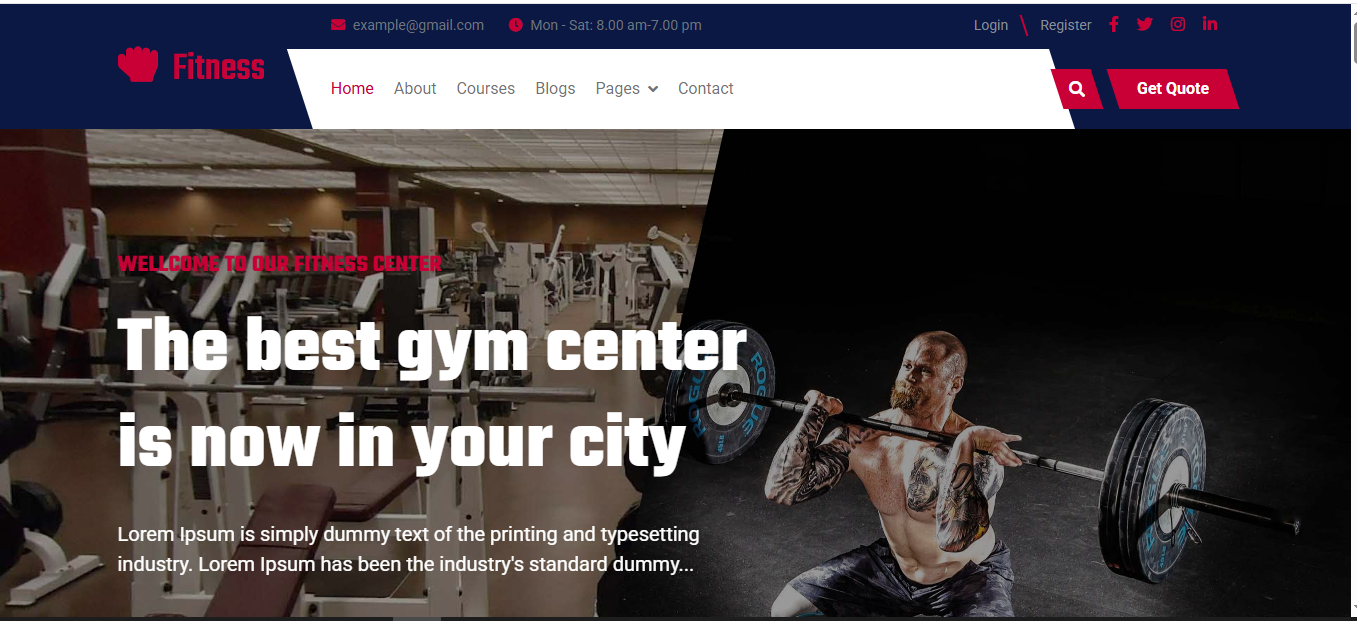 example@gmail.com Mon - Sat: 8.00 am-7.00 pm Login Register
Fitness
Home About Courses Blogs Pages Contact Get Quote
WELLCOME TO OUR FITNESS CENTER
The best gym center
is now in your city
Lorem Ipsum is simply dummy text of the printing and typesetting
industry. Lorem Ipsum has been the industry's standard dummy...
ROGUE